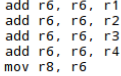 add r6, r6, r1
add r6, r6, r2
add r6, r6, r3
add r6, r6, r4
mov r8, r6